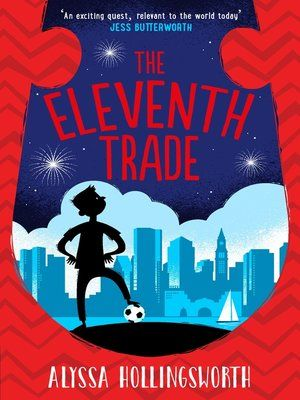 'An exciting quest, relevant to the world today'
JESS BUTTERWORTH
THE
ELEVENTH
TRADE
ALYSSA HOLLINGSWORTH